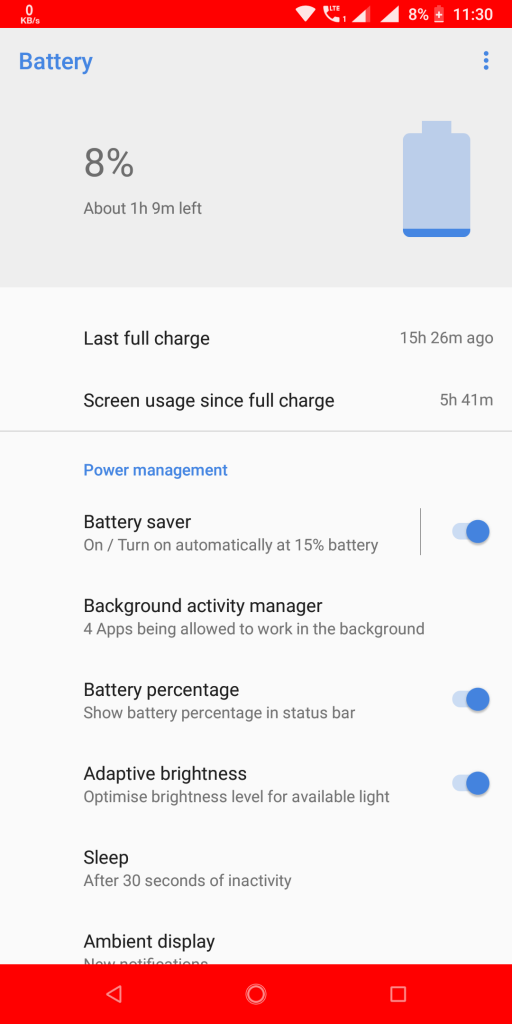 0
KB/s
LTE
1
8%
11:30
Battery
8%
About 1h 9m left
Last full charge
15h 26m ago
Screen usage since full charge
5h 41m
Power management
Battery saver
On / Turn on automatically at 15% battery
Background activity manager
4 Apps being allowed to work in the background
Battery percentage
Show battery percentage in status bar
Adaptive brightness
Optimise brightness level for available light
Sleep
After 30 seconds of inactivity
Ambient display
New notifications